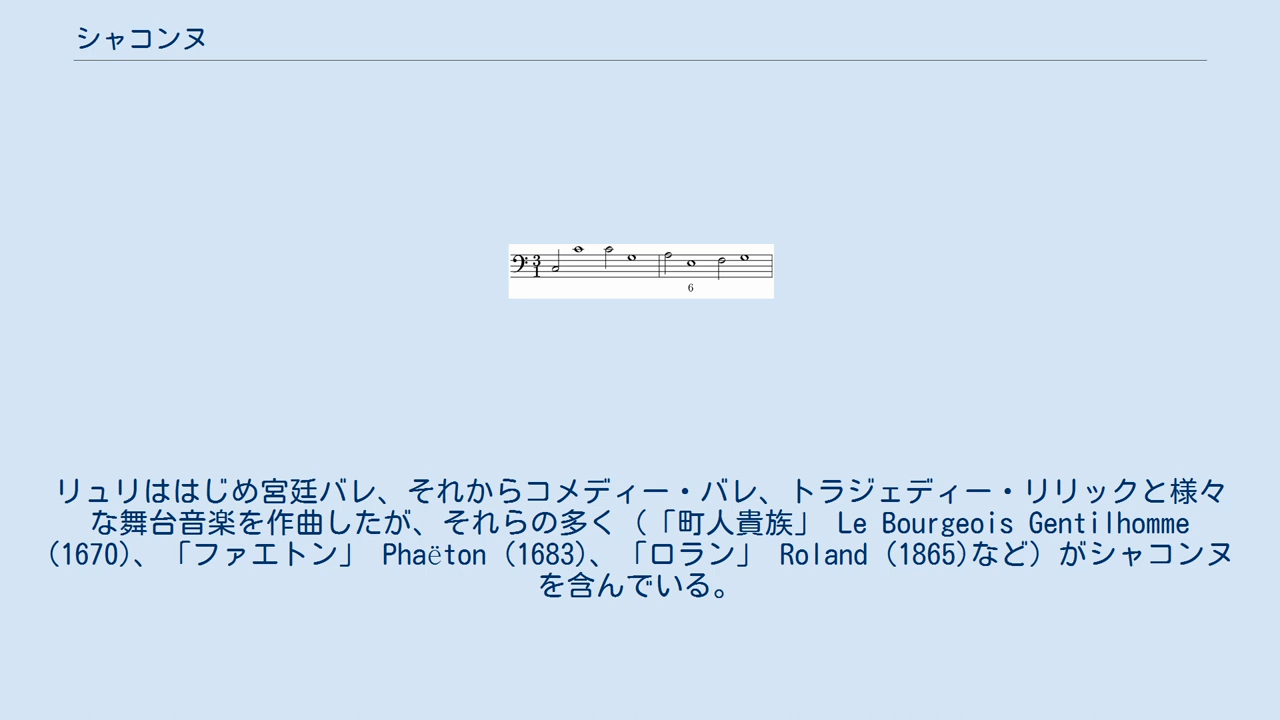 シャコンヌ
3
1
6
リュリははじめ宮廷バレ、それからコメディー・バレ、トラジェディー・リリックと様々
な舞台音楽を作曲したが、それらの多く（「町人貴族」 Le Bourgeois Gentilhomme
(1670)、「ファエトン」 Phaëton (1683)、「ロラン」 Roland (1865)など）がシャコンヌ
を含んでいる。